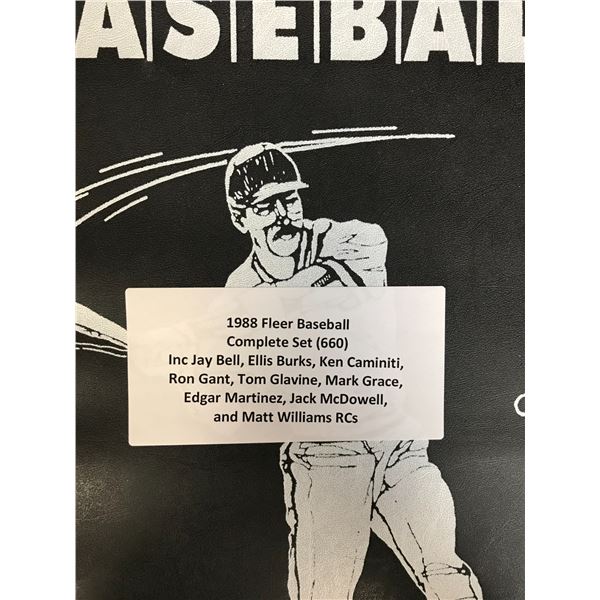 ASEBAL
1988 Fleer Baseball
Complete Set (660)
Inc Jay Bell, Ellis Burks, Ken Caminiti,
Ron Gant, Tom Glavine, Mark Grace,
Edgar Martinez, Jack McDowell,
and Matt Williams RCs